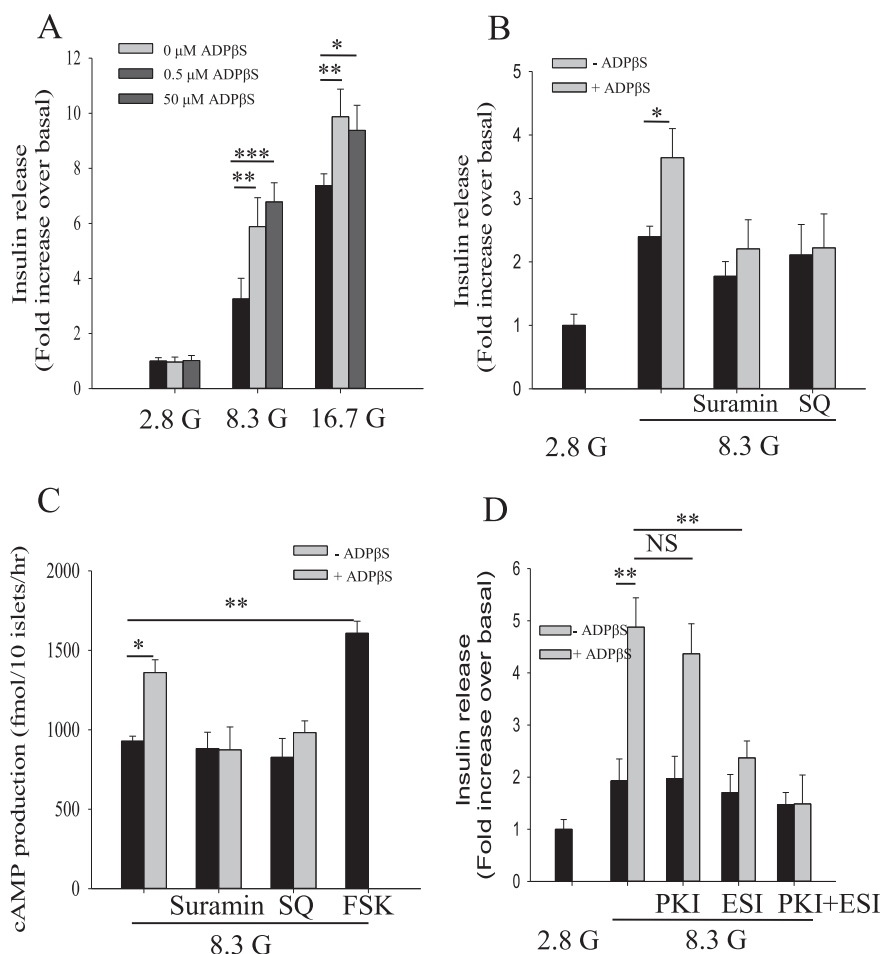 A
0 μM ADPβS
0.5 μM ADPβS
50 μM ADPβS
Insulin release
(Fold increase over basal)
12
10
8
6
4
2
0
***
**
*
**
2.8 G
8.3 G
16.7 G
B
- ADPβS
+ ADPβS
Insulin release
(Fold increase over basal)
5
4
3
2
1
0
*
Suramin
SQ
2.8 G
8.3 G
C
- ADPβS
+ ADPβS
cAMP production (fmol/10 islets/hr)
2000
1500
1000
500
0
**
*
Suramin
SQ
FSK
8.3 G
D
**
NS
**
- ADPβS
+ ADPβS
Insulin release
(Fold increase over basal)
6
5
4
3
2
1
0
PKI
ESI
PKI+ESI
2.8 G
8.3 G